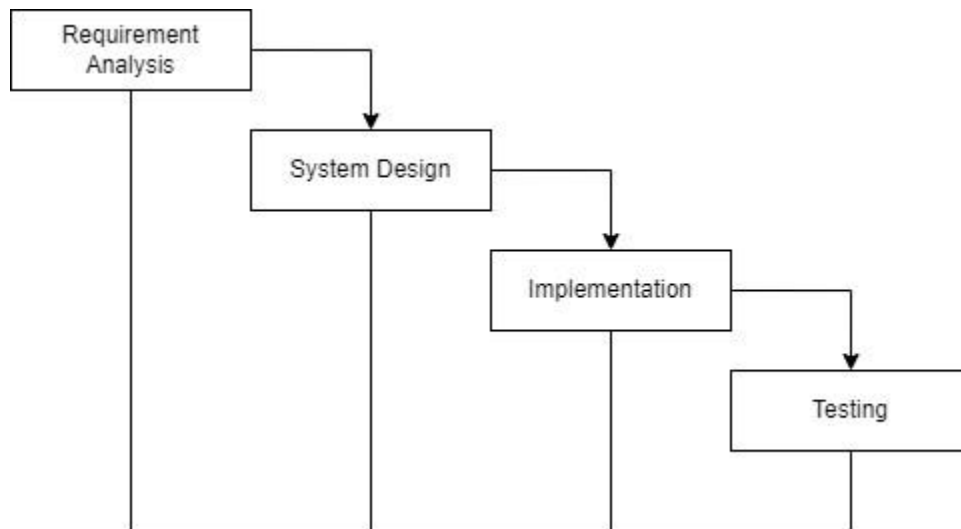 Requirement
Analysis
System Design
Implementation
Testing